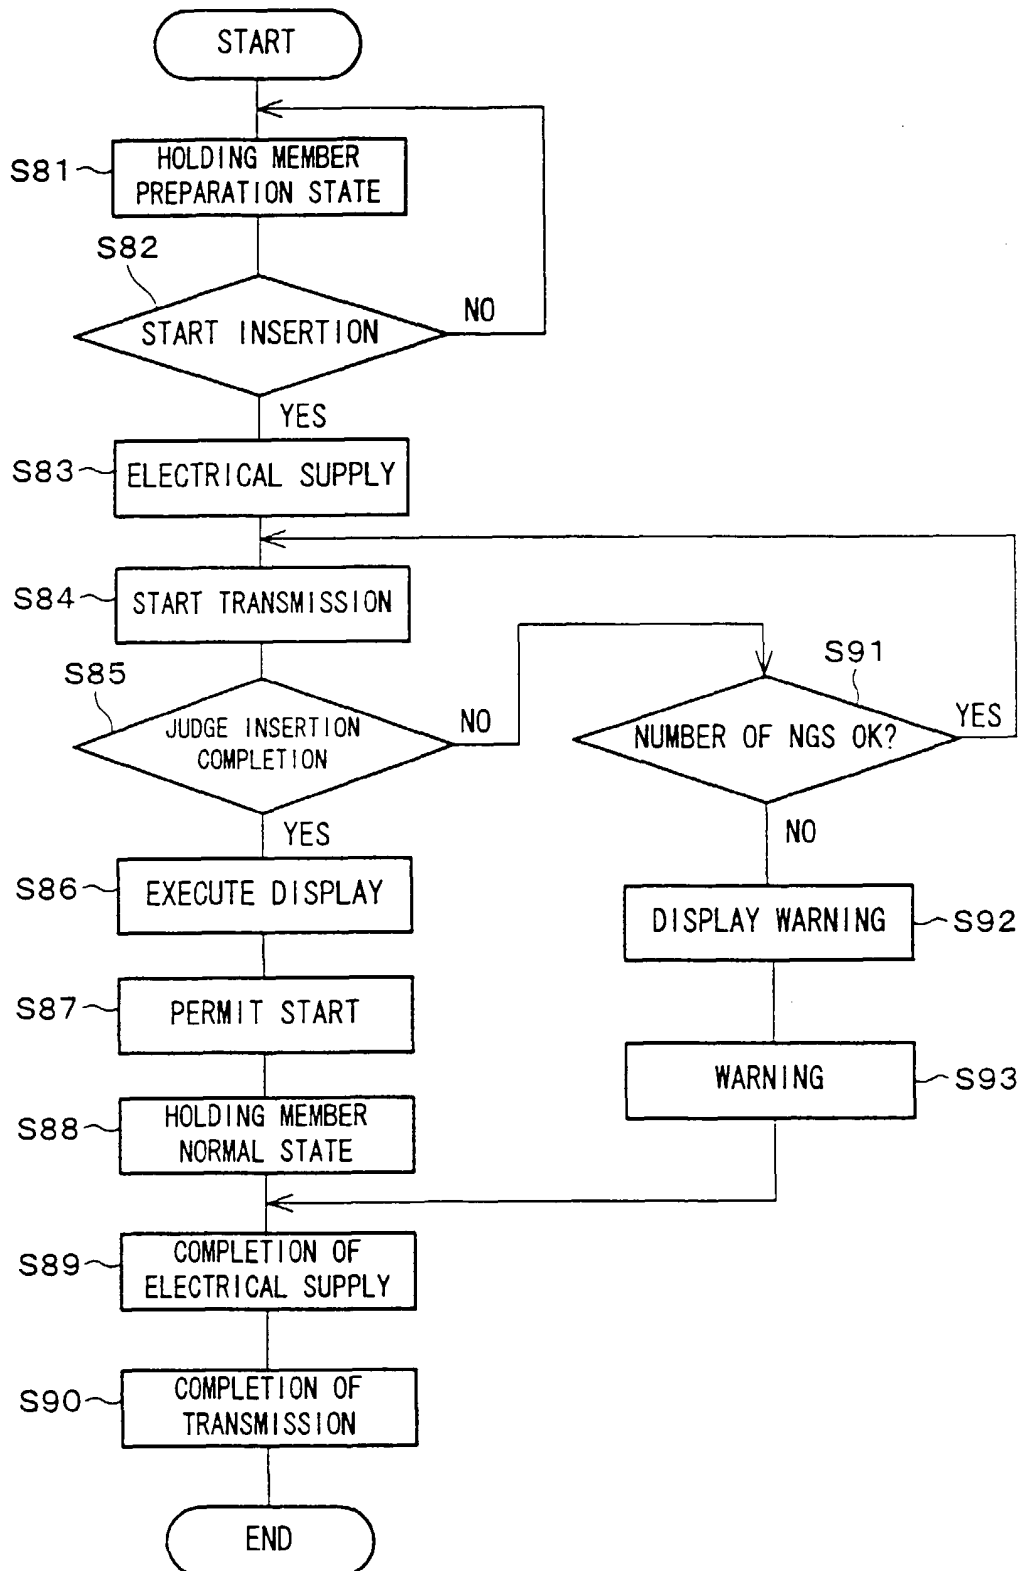 START
S81
HOLDING MEMBER
PREPARATION STATE
S82
START INSERTION
NO
YES
S83
ELECTRICAL SUPPLY
S84
START TRANSMISSION
S85
JUDGE INSERTION
COMPLETION
NO
S91
NUMBER OF NGS OK?
YES
YES
NO
S86
EXECUTE DISPLAY
DISPLAY WARNING
S92
S87
PERMIT START
WARNING
S93
S88
HOLDING MEMBER
NORMAL STATE
S89
COMPLETION OF
ELECTRICAL SUPPLY
S90
COMPLETION OF
TRANSMISSION
END